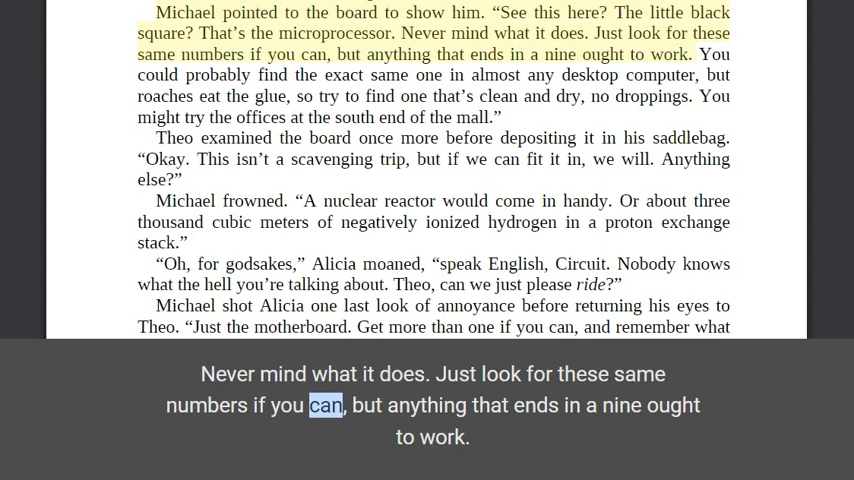 Michael pointed to the board to show him. “See this here? The little black
square? That’s the microprocessor. Never mind what it does. Just look for these
same numbers if you can, but anything that ends in a nine ought to work. You
could probably find the exact same one in almost any desktop computer, but
roaches eat the glue, so try to find one that’s clean and dry, no droppings. You
might try the offices at the south end of the mall.”
Theo examined the board once more before depositing it in his saddlebag.
“Okay. This isn’t a scavenging trip, but if we can fit it in, we will. Anything
else?”
Michael frowned. “A nuclear reactor would come in handy. Or about three
thousand cubic meters of negatively ionized hydrogen in a proton exchange
stack.”
“Oh, for godsakes,” Alicia moaned, “speak English, Circuit. Nobody knows
what the hell you’re talking about. Theo, can we just please ride?”
Michael shot Alicia one last look of annoyance before returning his eyes to
Theo. “Just the motherboard. Get more than one if you can, and remember what
Never mind what it does. Just look for these same
numbers if you can, but anything that ends in a nine ought
to work.